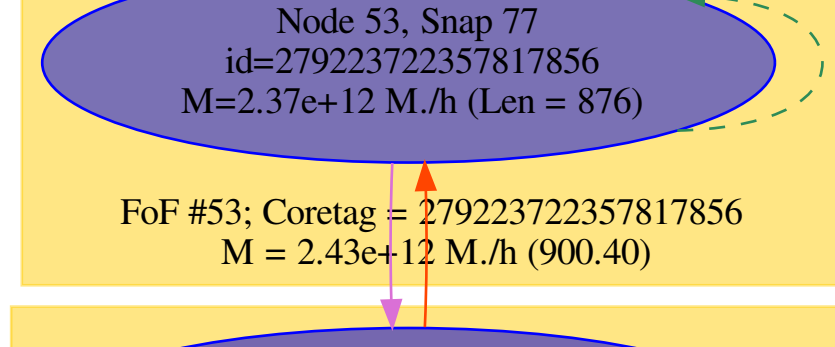 Node 53, Snap 77
id=279223722357817856
M=2.37e+12 M./h (Len = 876)
FoF #53; Coretag = 279223722357817856
M = 2.43e+12 M./h (900.40)